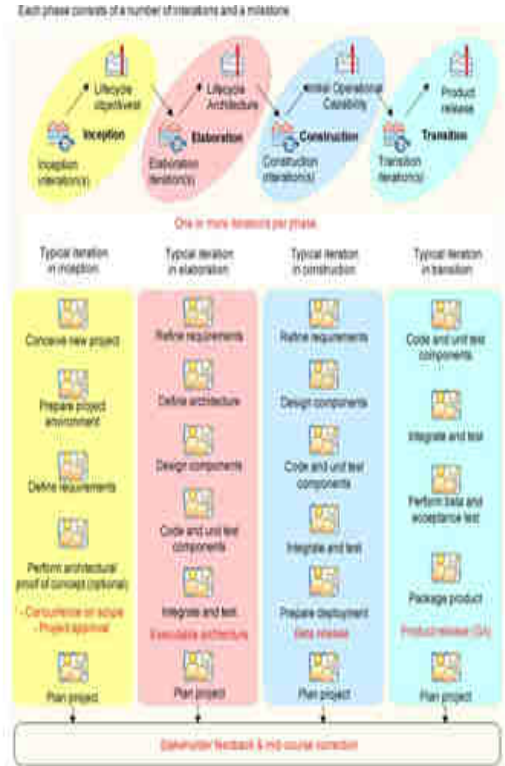 Each phase consists of a number of interations and a milestone
Lifecycle
objectives
Inception
Inception
interation(s)
Lifecycle
Architecture
Elaboration
Elaboration
iteration(s)
Initial Operational
Capability
Construction
Construction
interation(s)
Product
release
Transition
Transition
iteration(s)
One or more iterations per phase
Typical iteration
in inception
Conceive new project
Prepare project
environment
Define requirements
Perform architectural
proof of concept (optional)
- Concurrence on scope
- Project approval
Plan project
Typical iteration
in elaboration
Refine requirements
Define architecture
Design components
Code and unit test
components
Integrate and test
Executable architecture
Plan project
Typical iteration
in construction
Refine requirements
Design components
Code and unit test
components
Integrate and test
Prepare deployment
Beta release
Plan project
Typical iteration
in transition
Code and unit test
components
Integrate and test
Perform beta and
acceptance test
Package product
Product release (GA)
Plan project
Stakeholder feedback & mid-course correction